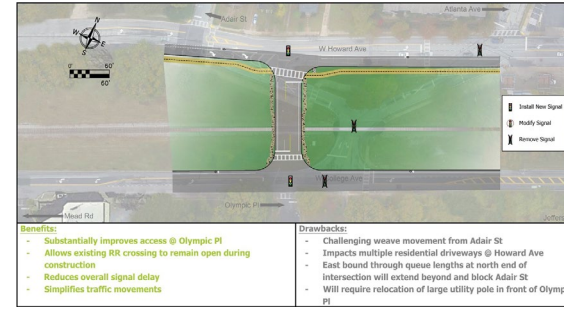 Adair St
Atlanta Ave
N
W
E
S
W Howard Ave
0' 60'
60'
Install New Signal
Modify Signal
Remove Signal
Olympic Pl
Mead Rd
Benefits:
- Substantially improves access @ Olympic Pl
- Allows existing RR crossing to remain open during
construction
- Reduces overall signal delay
- Simplifies traffic movements
Drawbacks:
- Challenging weave movement from Adair St
- Impacts multiple residential driveways @ Howard Ave
- East bound through queue lengths at north end of
intersection will extend beyond and block Adair St
- Will require relocation of large utility pole in front of Olymp
Pl